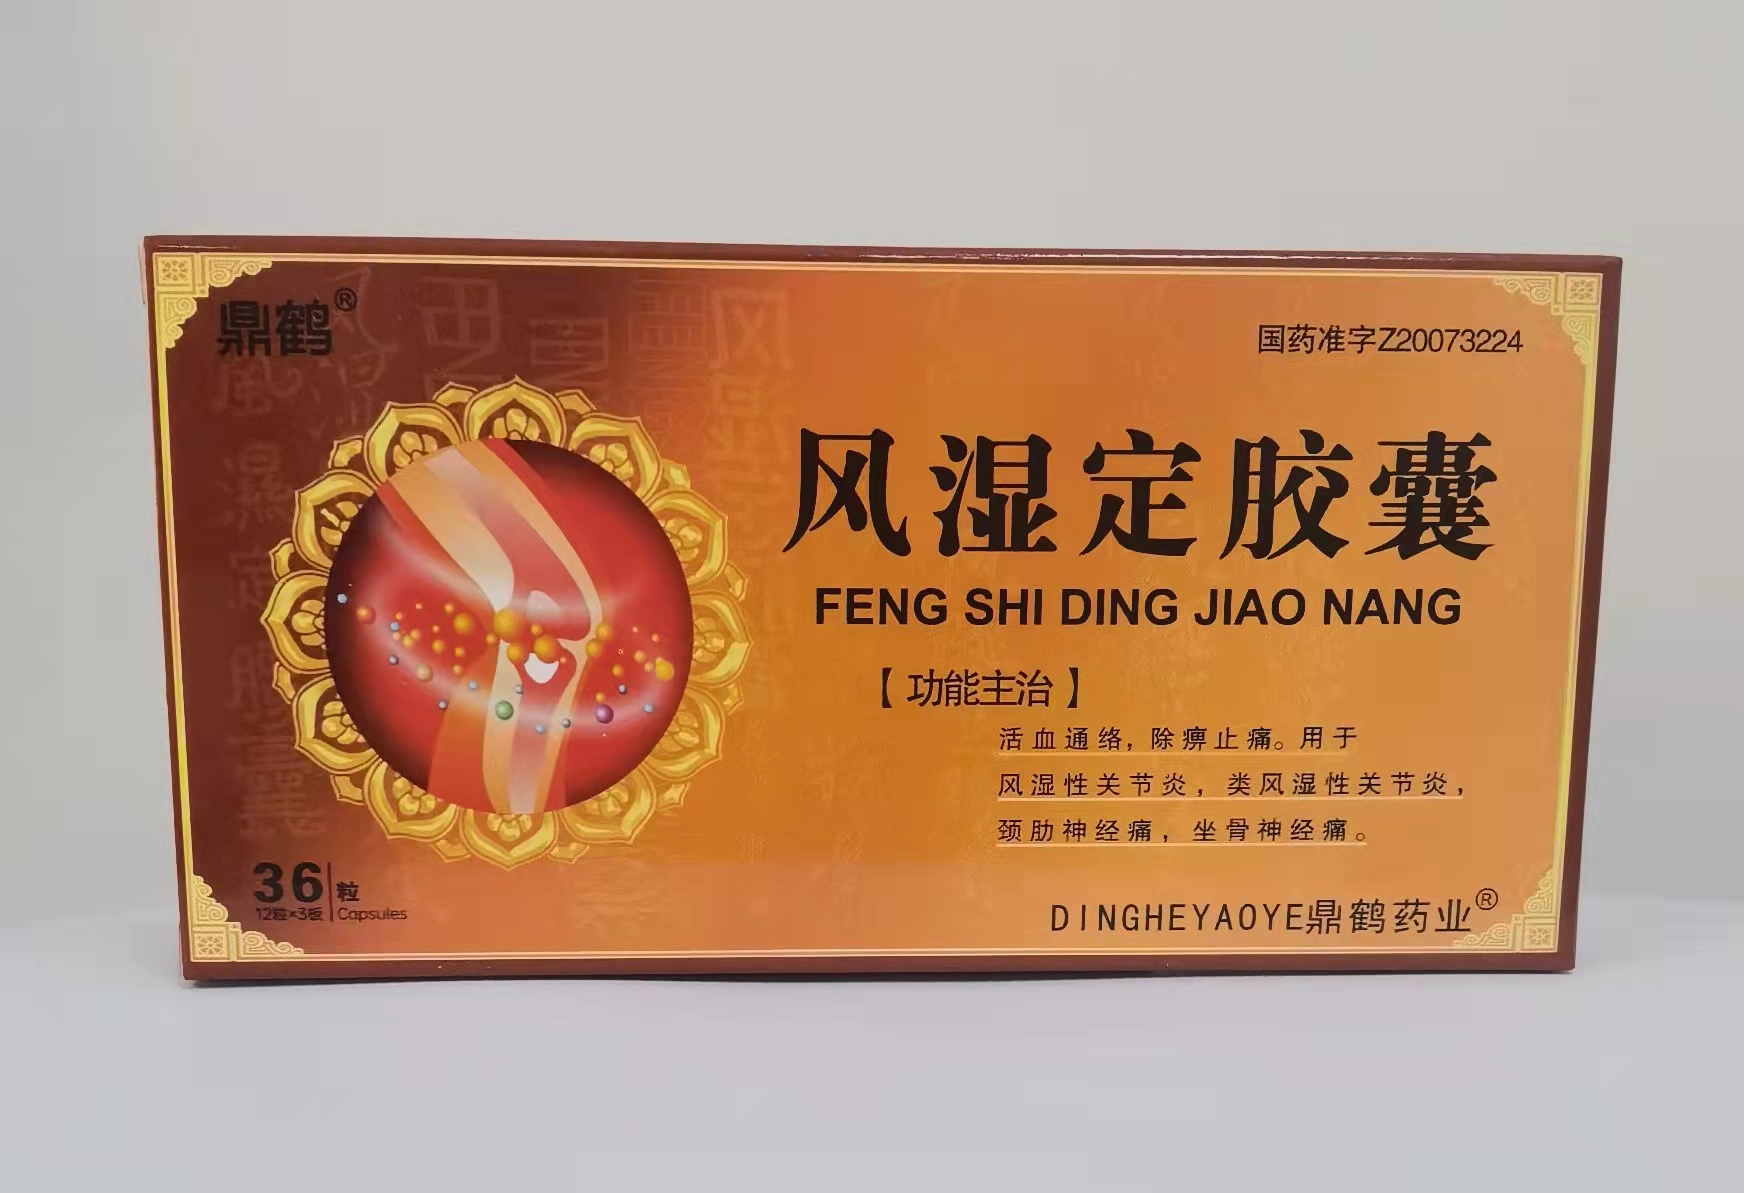 鼎鹤®
国药准字Z20073224
风湿定胶囊
FENG SHI DING JIAO NANG
【功能主治】
活血通络，除痹止痛。用于
风湿性关节炎，类风湿性关节炎，
颈肋神经痛，坐骨神经痛。
36粒
12粒×3板 Capsules
DINGHEYAOYE鼎鹤药业®